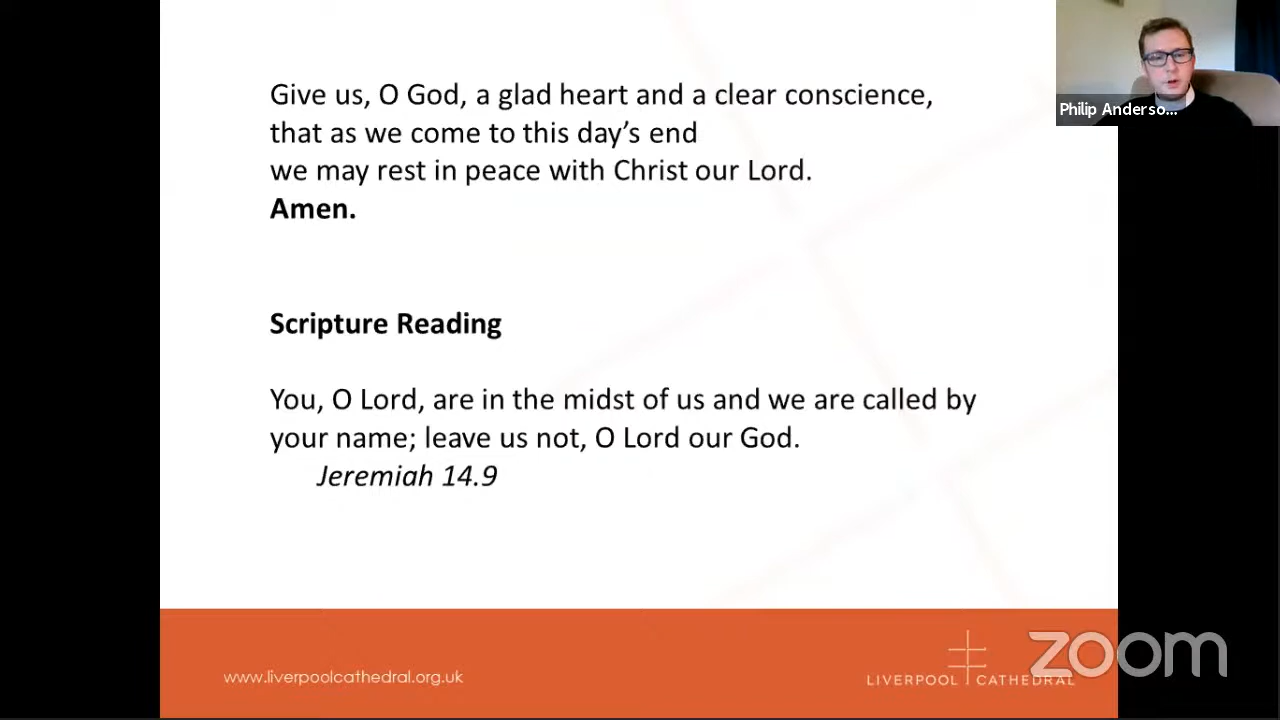 Give us, O God, a glad heart and a clear conscience,
that as we come to this day’s end
we may rest in peace with Christ our Lord.
Amen.
Scripture Reading
You, O Lord, are in the midst of us and we are called by
your name; leave us not, O Lord our God.
Jeremiah 14.9
Philip Anderso...
www.liverpoolcathedral.org.uk
LIVERPOOL CATHEDRAL
zoom